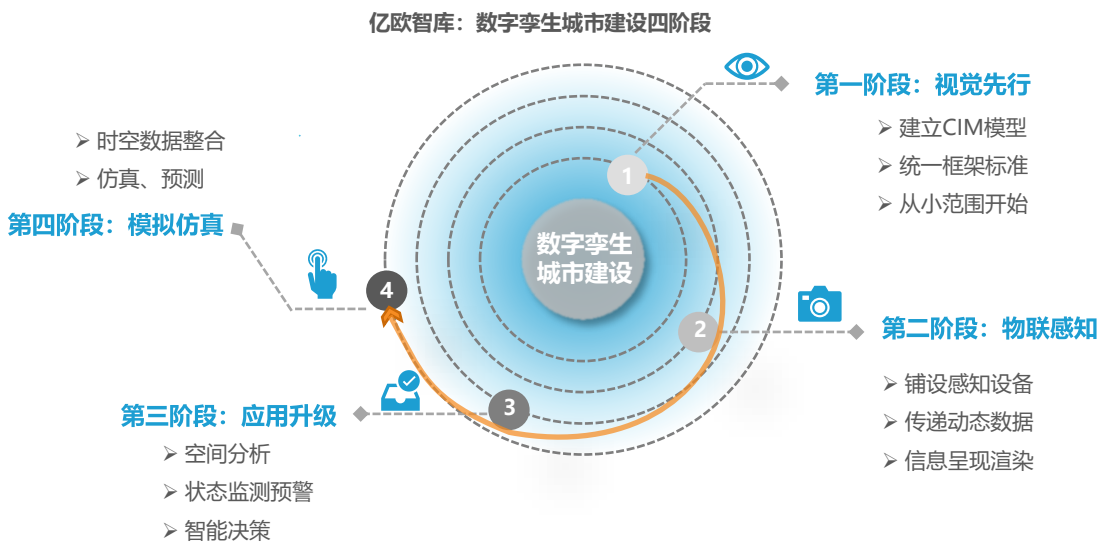 亿欧智库：数字孪生城市建设四阶段
第一阶段：视觉先行
建立CIM模型
统一框架标准
从小范围开始
1
数字孪生
城市建设
2
第二阶段：物联感知
铺设感知设备
传递动态数据
信息呈现渲染
3
第三阶段：应用升级
空间分析
状态监测预警
智能决策
4
时空数据整合
仿真、预测
第四阶段：模拟仿真